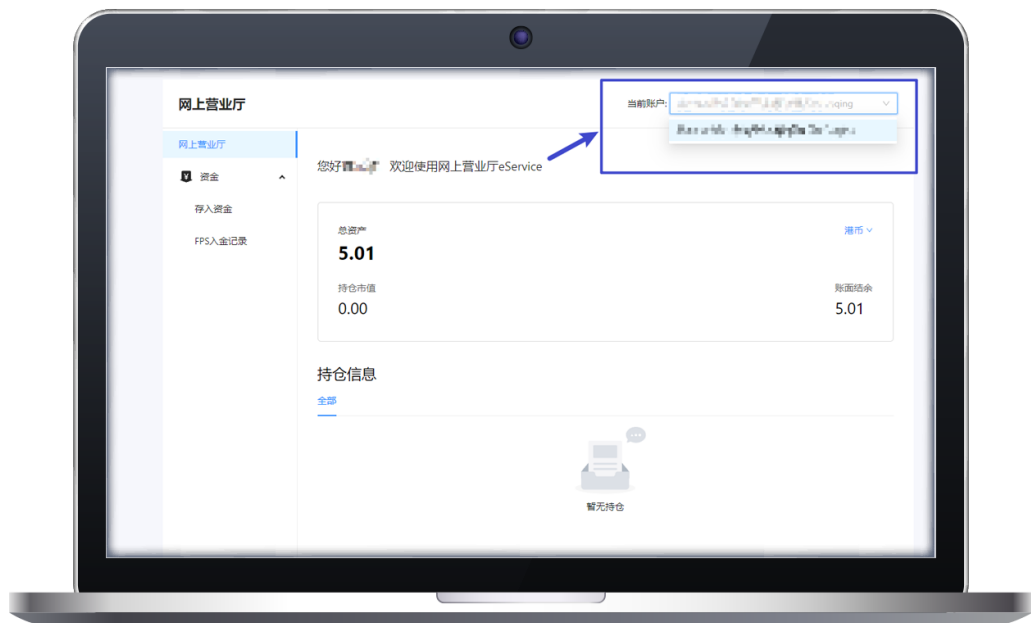 网上营业厅
当前账户:
网上营业厅
您好 欢迎使用网上营业厅eService
资金
存入资金
FPS入金记录
总资产
港币
5.01
持仓市值
账面结余
0.00
5.01
持仓信息
全部
暂无持仓